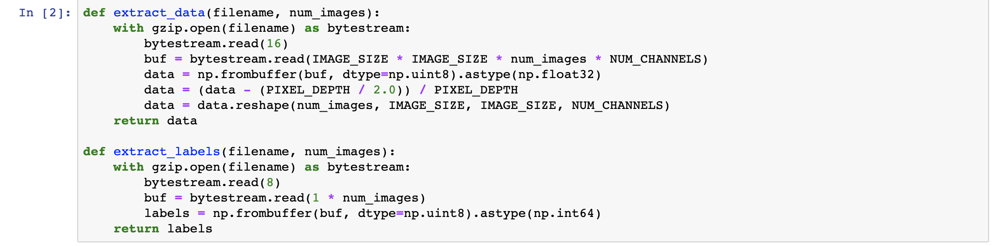 In [2]: def extract_data(filename, num_images):
    with gzip.open(filename) as bytestream:
        bytestream.read(16)
        buf = bytestream.read(IMAGE_SIZE * IMAGE_SIZE * num_images * NUM_CHANNELS)
        data = np.frombuffer(buf, dtype=np.uint8).astype(np.float32)
        data = (data - (PIXEL_DEPTH / 2.0)) / PIXEL_DEPTH
        data = data.reshape(num_images, IMAGE_SIZE, IMAGE_SIZE, NUM_CHANNELS)
    return data

def extract_labels(filename, num_images):
    with gzip.open(filename) as bytestream:
        bytestream.read(8)
        buf = bytestream.read(1 * num_images)
        labels = np.frombuffer(buf, dtype=np.uint8).astype(np.int64)
    return labels